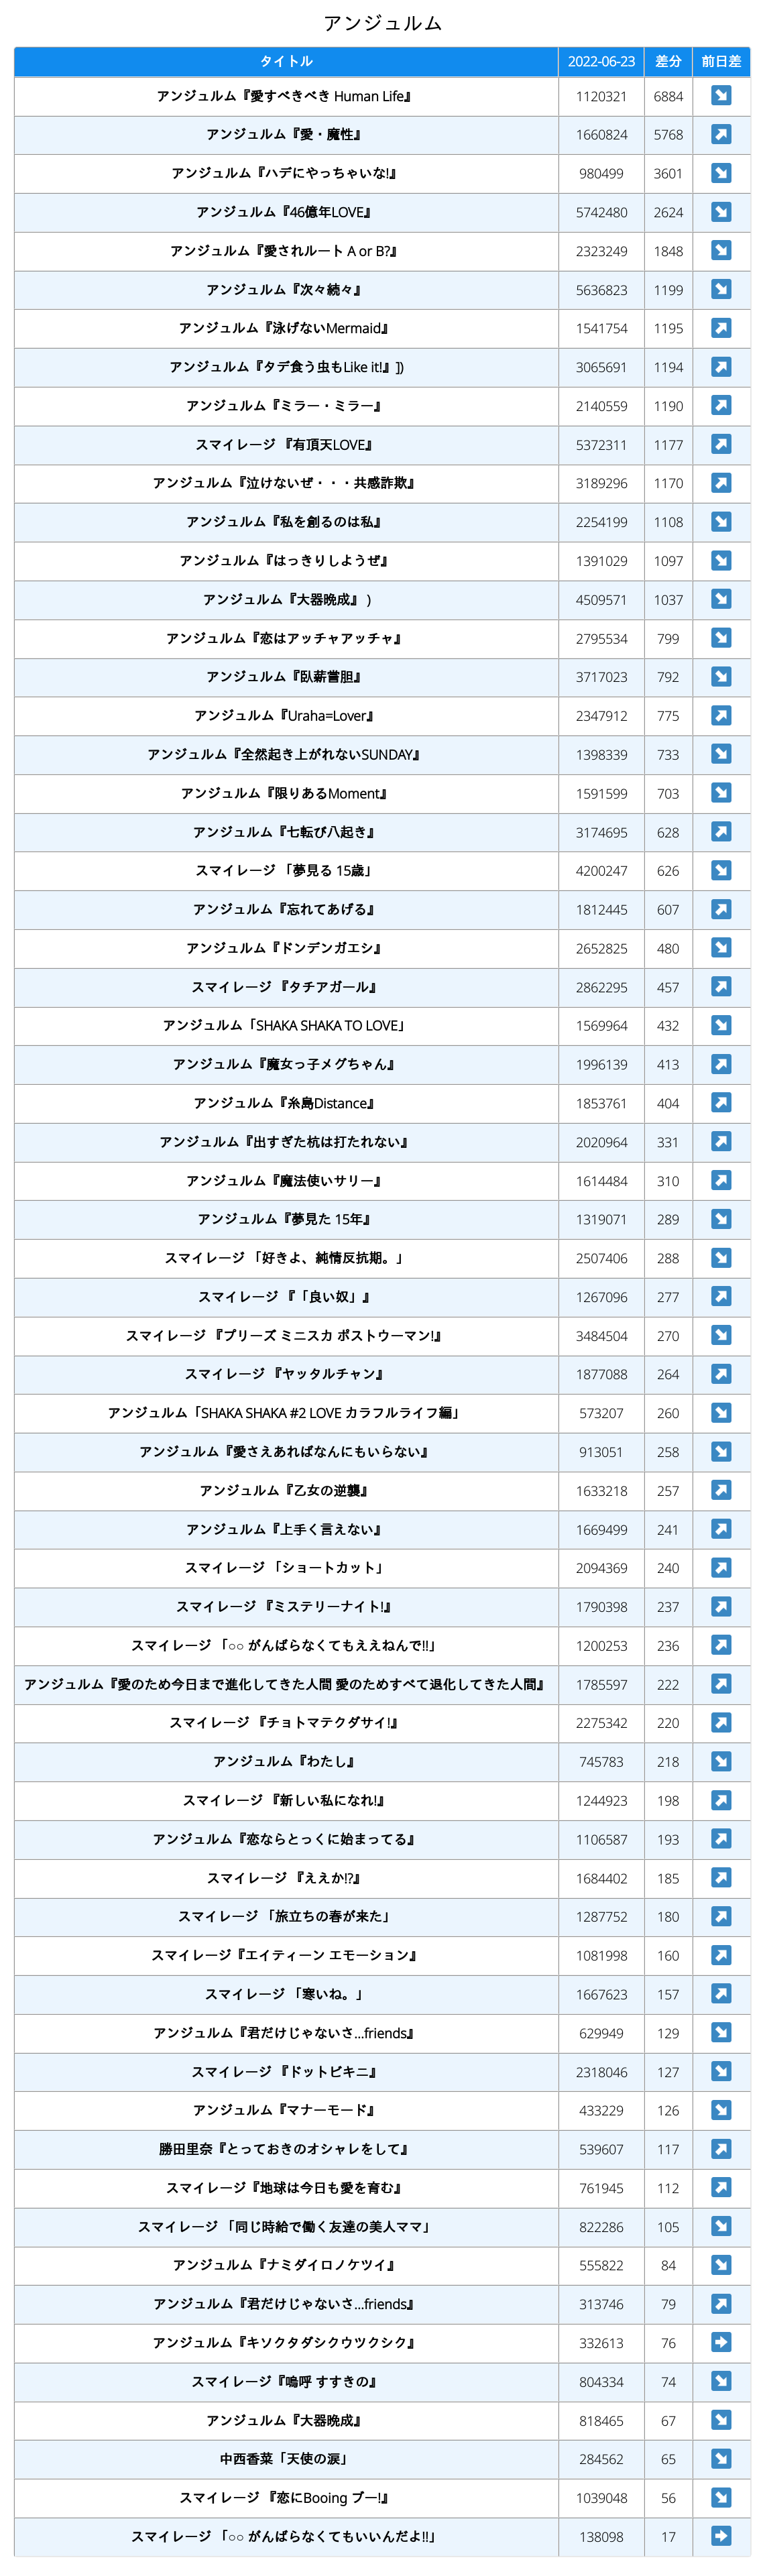 アンジュルム
タイトル 2022-06-23 差分 前日差
アンジュルム『愛すべきべき Human Life』 1120321 6884 ↘
アンジュルム『愛・魔性』 1660824 5768 ↗
アンジュルム『ハデにやっちゃいな!』 980499 3601 ↘
アンジュルム『46億年LOVE』 5742480 2624 ↘
アンジュルム『愛されルート A or B?』 2323249 1848 ↘
アンジュルム『次々続々』 5636823 1199 ↘
アンジュルム『泳げないMermaid』 1541754 1195 ↗
アンジュルム『タデ食う虫もLike it!』]) 3065691 1194 ↗
アンジュルム『ミラー・ミラー』 2140559 1190 ↗
スマイレージ 『有頂天LOVE』 5372311 1177 ↗
アンジュルム『泣けないぜ・・・共感詐欺』 3189296 1170 ↗
アンジュルム『私を創るのは私』 2254199 1108 ↘
アンジュルム『はっきりしようぜ』 1391029 1097 ↘
アンジュルム『大器晩成』 ) 4509571 1037 ↘
アンジュルム『恋はアッチャアッチャ』 2795534 799 ↘
アンジュルム『臥薪嘗胆』 3717023 792 ↘
アンジュルム『Uraha=Lover』 2347912 775 ↗
アンジュルム『全然起き上がれないSUNDAY』 1398339 733 ↘
アンジュルム『限りあるMoment』 1591599 703 ↘
アンジュルム『七転び八起き』 3174695 628 ↗
スマイレージ 「夢見る 15歳」 4200247 626 ↘
アンジュルム『忘れてあげる』 1812445 607 ↗
アンジュルム『ドンデンガエシ』 2652825 480 ↘
スマイレージ 『タチアガール』 2862295 457 ↗
アンジュルム「SHAKA SHAKA TO LOVE」 1569964 432 ↘
アンジュルム『魔女っ子メグちゃん』 1996139 413 ↗
アンジュルム『糸島Distance』 1853761 404 ↗
アンジュルム『出すぎた杭は打たれない』 2020964 331 ↗
アンジュルム『魔法使いサリー』 1614484 310 ↗
アンジュルム『夢見た 15年』 1319071 289 ↘
スマイレージ 「好きよ、純情反抗期。」 2507406 288 ↘
スマイレージ 『「良い奴」』 1267096 277 ↗
スマイレージ 『プリーズ ミニスカ ポストウーマン!』 3484504 270 ↘
スマイレージ 『ヤッタルチャン』 1877088 264 ↗
アンジュルム「SHAKA SHAKA #2 LOVE カラフルライフ編」 573207 260 ↘
アンジュルム『愛さえあればなんにもいらない』 913051 258 ↘
アンジュルム『乙女の逆襲』 1633218 257 ↗
アンジュルム『上手く言えない』 1669499 241 ↗
スマイレージ 「ショートカット」 2094369 240 ↗
スマイレージ 『ミステリーナイト!』 1790398 237 ↗
スマイレージ 「○○ がんばらなくてもええねんで!!」 1200253 236 ↗
アンジュルム『愛のため今日まで進化してきた人間 愛のためすべて退化してきた人間』 1785597 222 ↗
スマイレージ 『チョトマテクダサイ!』 2275342 220 ↗
アンジュルム『わたし』 745783 218 ↘
スマイレージ 『新しい私になれ!』 1244923 198 ↗
アンジュルム『恋ならとっくに始まってる』 1106587 193 ↗
スマイレージ 『ええか!?』 1684402 185 ↗
スマイレージ 「旅立ちの春が来た」 1287752 180 ↗
スマイレージ『エイティーン エモーション』 1081998 160 ↗
スマイレージ 「寒いね。」 1667623 157 ↗
アンジュルム『君だけじゃないさ...friends』 629949 129 ↘
スマイレージ 『ドットビキニ』 2318046 127 ↘
アンジュルム『マナーモード』 433229 126 ↘
勝田里奈『とっておきのオシャレをして』 539607 117 ↗
スマイレージ『地球は今日も愛を育む』 761945 112 ↗
スマイレージ 「同じ時給で働く友達の美人ママ」 822286 105 ↘
アンジュルム『ナミダイロノケツイ』 555822 84 ↘
アンジュルム『君だけじゃないさ...friends』 313746 79 ↗
アンジュルム『キソクタダシクウツクシク』 332613 76 ➡
スマイレージ『嗚呼 すすきの』 804334 74 ↘
アンジュルム『大器晩成』 818465 67 ↘
中西香菜「天使の涙」 284562 65 ↘
スマイレージ 『恋にBooing ブー!』 1039048 56 ↘
スマイレージ 「○○ がんばらなくてもいいんだよ!!」 138098 17 ➡